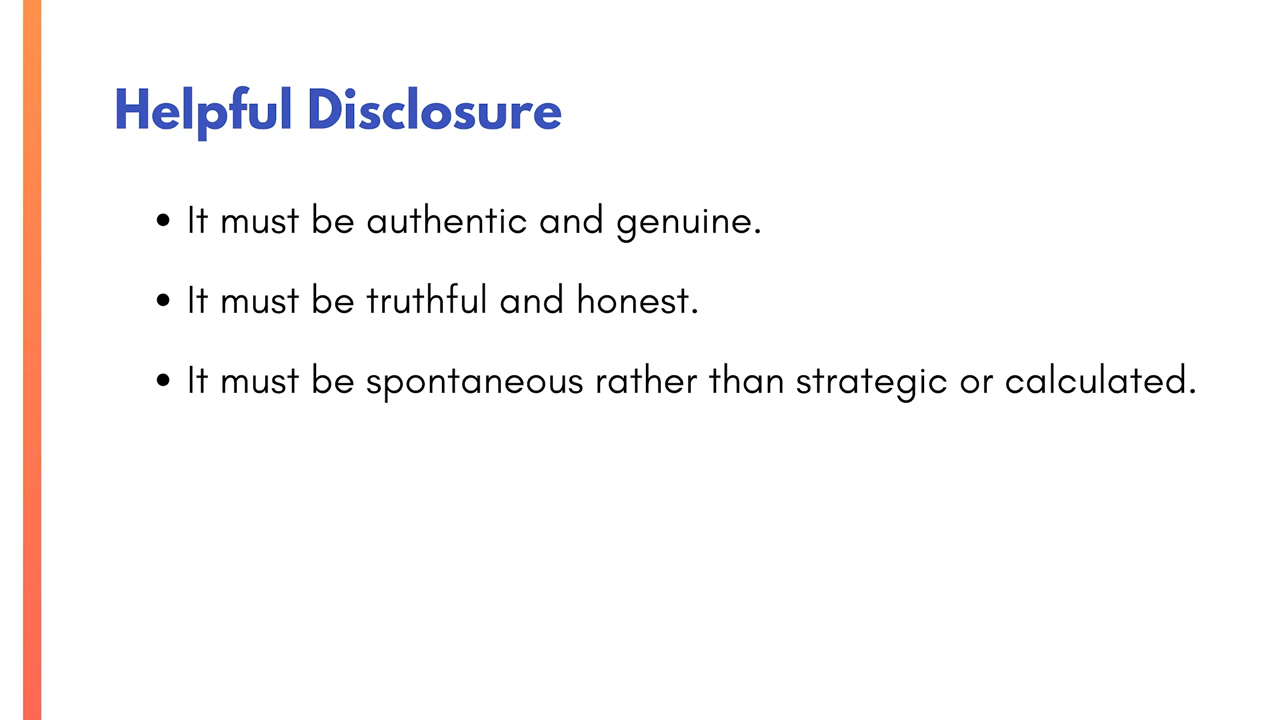 Helpful Disclosure
• It must be authentic and genuine.
• It must be truthful and honest.
• It must be spontaneous rather than strategic or calculated.